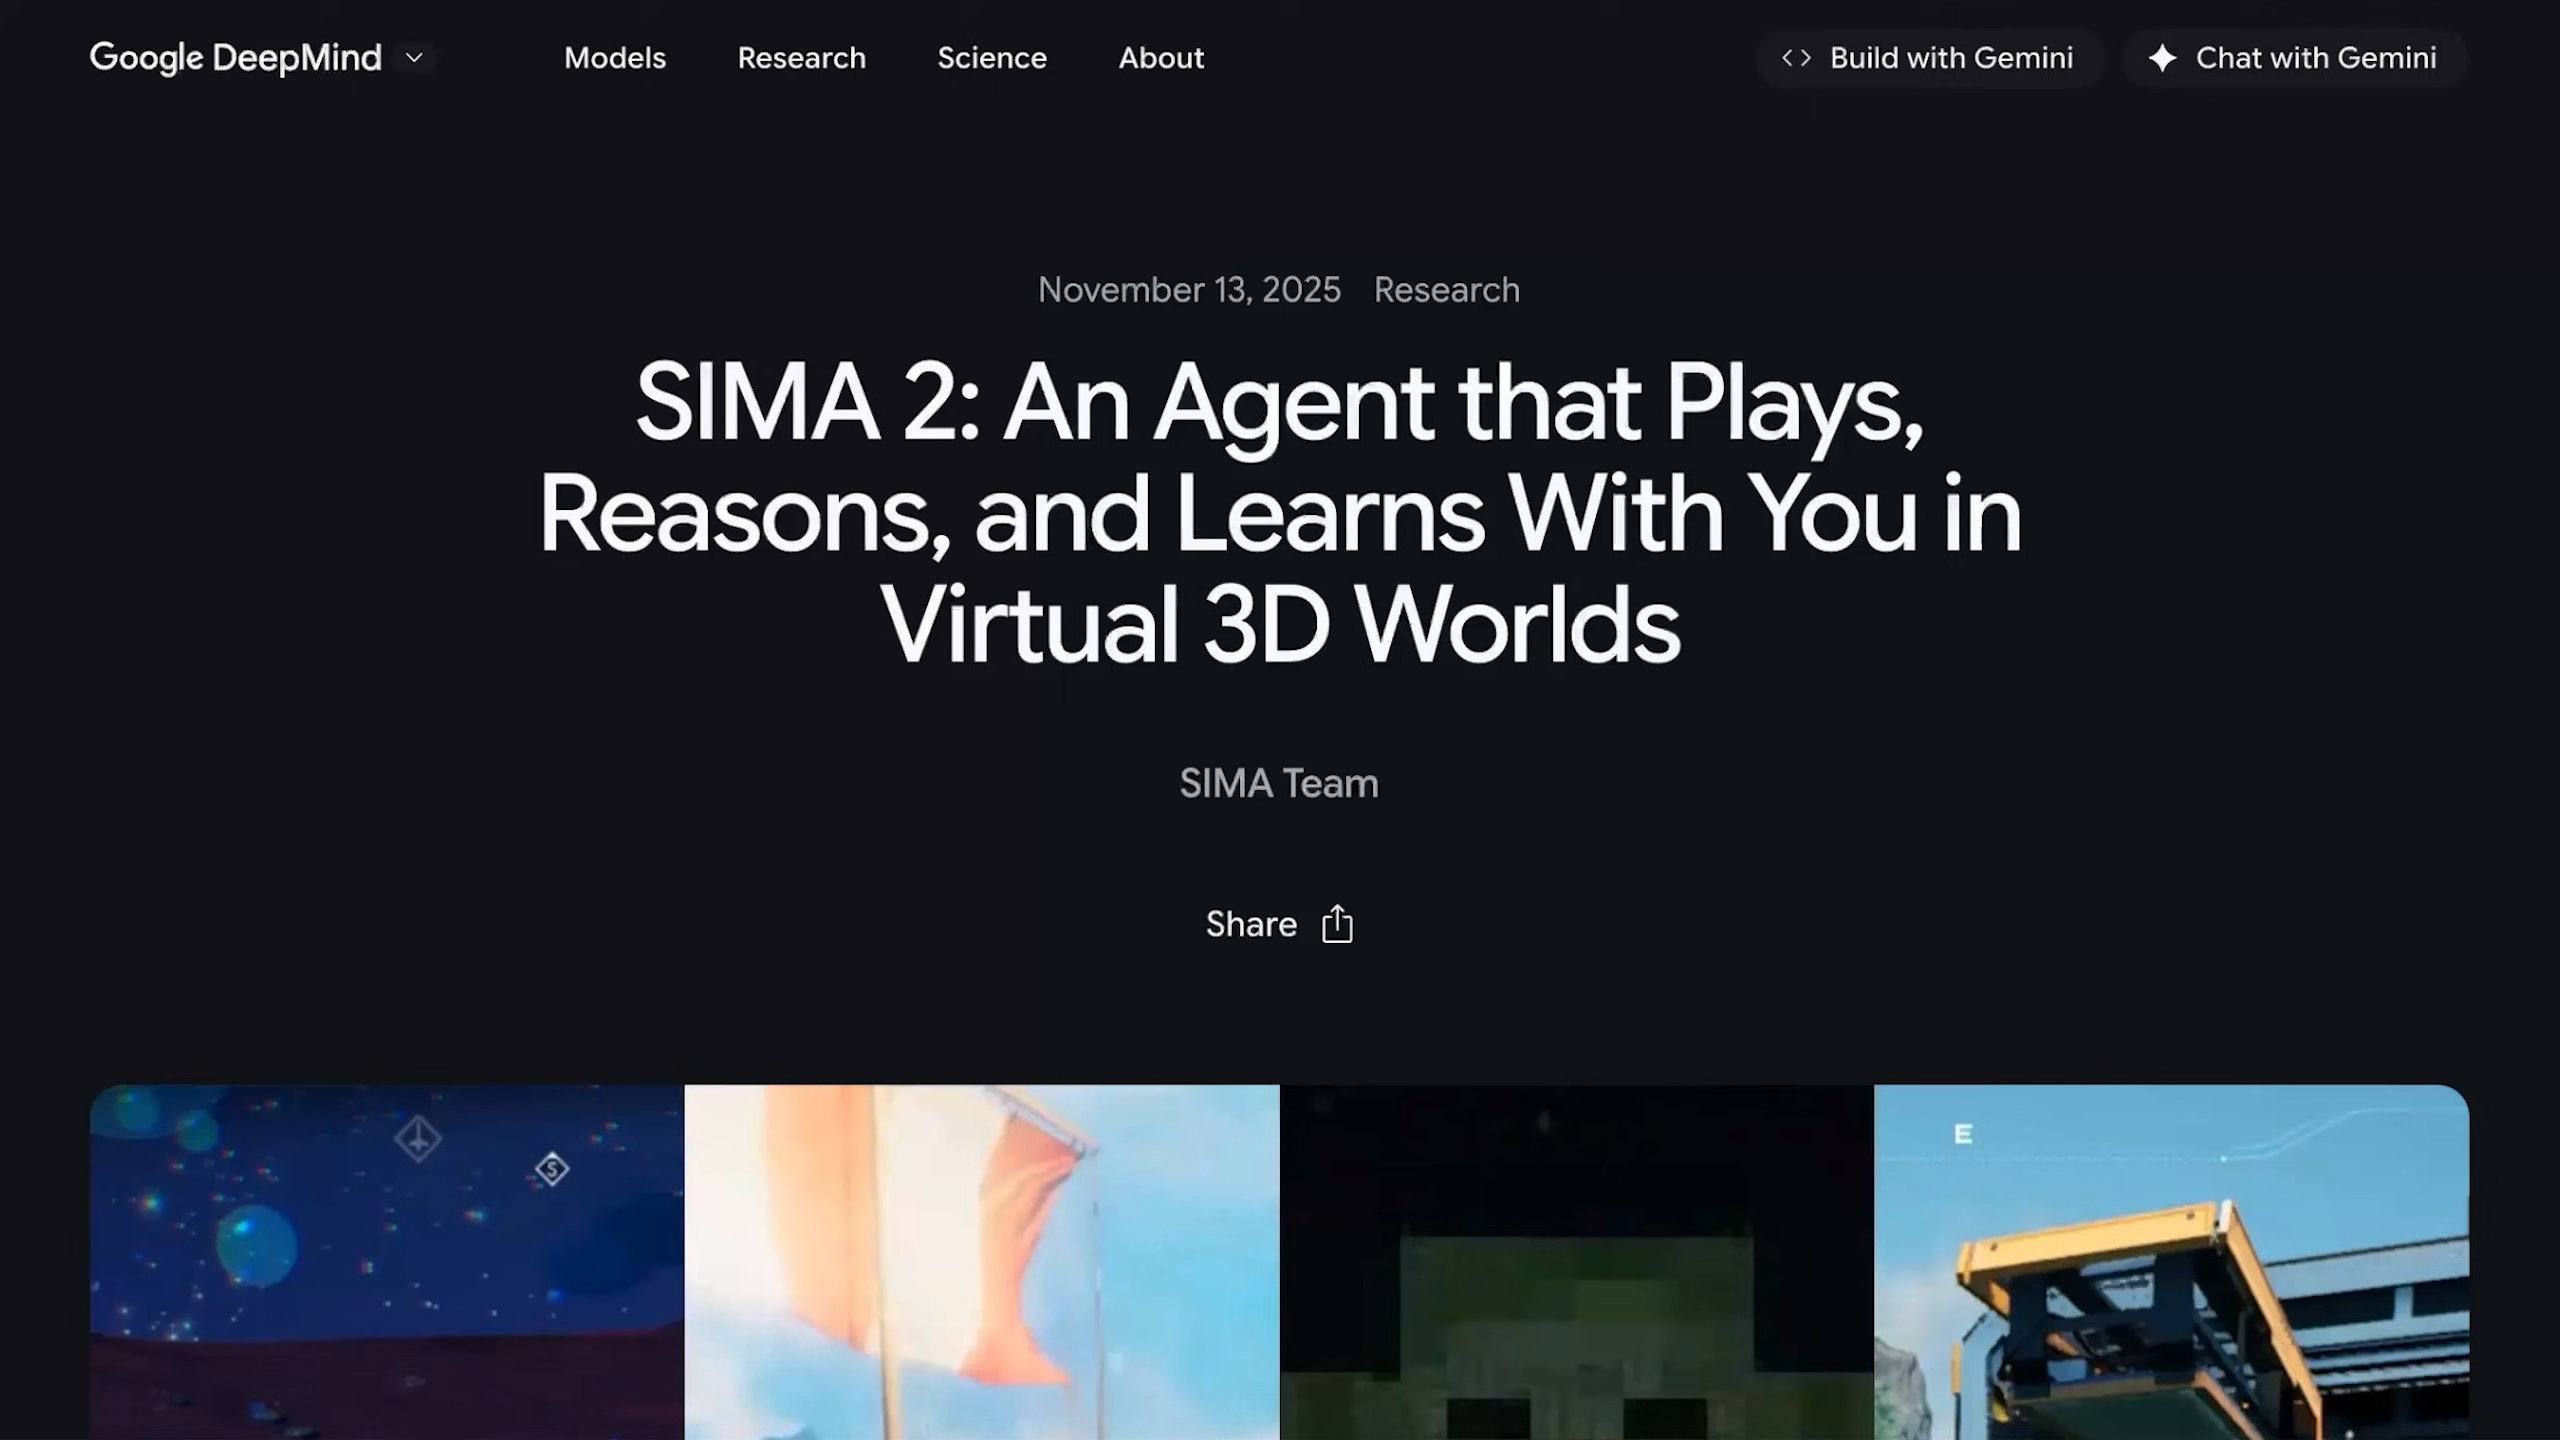 Google DeepMind
Models
Research
Science
About
Build with Gemini
Chat with Gemini
November 13, 2025 Research
SIMA 2: An Agent that Plays,
Reasons, and Learns With You in
Virtual 3D Worlds
SIMA Team
Share
S
E